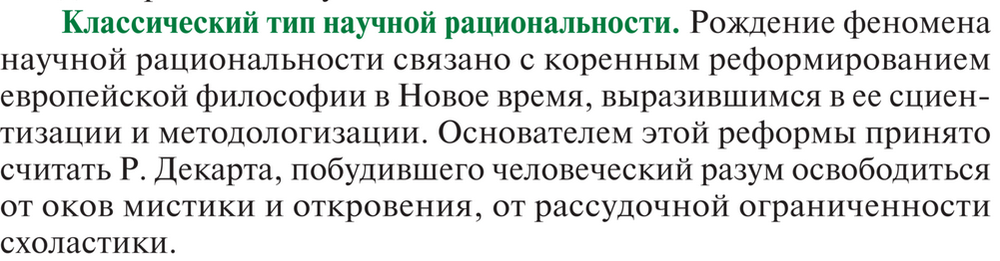 Классический тип научной рациональности. Рождение феномена
научной рациональности связано с коренным реформированием
европейской философии в Новое время, выразившимся в ее сциен-
тизации и методологизации. Основателем этой реформы принято
считать Р. Декарта, побудившего человеческий разум освободиться
от оков мистики и откровения, от рассудочной ограниченности
схоластики.